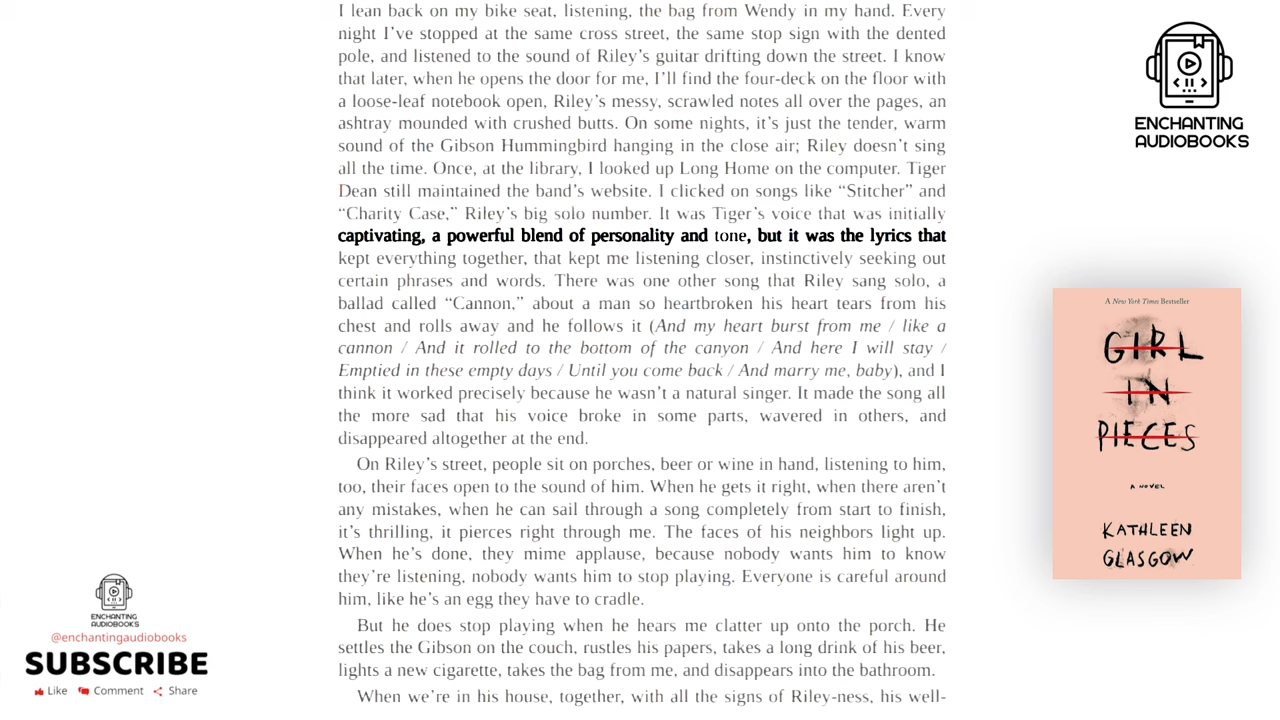 I lean back on my bike seat, listening, the bag from Wendy in my hand. Every
night I’ve stopped at the same cross street, the same stop sign with the dented
pole, and listened to the sound of Riley’s guitar drifting down the street. I know
that later, when he opens the door for me, I’ll find the four-deck on the floor with
a loose-leaf notebook open, Riley’s messy, scrawled notes all over the pages, an
ashtray mounded with crushed butts. On some nights, it’s just the tender, warm
sound of the Gibson Hummingbird hanging in the close air; Riley doesn’t sing
all the time. Once, at the library, I looked up Long Home on the computer. Tiger
Dean still maintained the band’s website. I clicked on songs like “Stitcher” and
“Charity Case,” Riley’s big solo number. It was Tiger’s voice that was initially
captivating, a powerful blend of personality and tone, but it was the lyrics that
kept everything together, that kept me listening closer, instinctively seeking out
certain phrases and words. There was one other song that Riley sang solo, a
ballad called “Cannon,” about a man so heartbroken his heart tears from his
chest and rolls away and he follows it (And my heart burst from me / like a
cannon / And it rolled to the bottom of the canyon / And here I will stay /
Emptied in these empty days / Until you come back / And marry me, baby), and I
think it worked precisely because he wasn’t a natural singer. It made the song all
the more sad that his voice broke in some parts, wavered in others, and
disappeared altogether at the end.
On Riley’s street, people sit on porches, beer or wine in hand, listening to him,
too, their faces open to the sound of him. When he gets it right, when there aren’t
any mistakes, when he can sail through a song completely from start to finish,
it’s thrilling, it pierces right through me. The faces of his neighbors light up.
When he’s done, they mime applause, because nobody wants him to know
they’re listening, nobody wants him to stop playing. Everyone is careful around
him, like he’s an egg they have to cradle.
But he does stop playing when he hears me clatter up onto the porch. He
settles the Gibson on the couch, rustles his papers, takes a long drink of his beer,
lights a new cigarette, takes the bag from me, and disappears into the bathroom.
When we’re in his house, together, with all the signs of Riley-ness, his well-
ENCHANTING
AUDIOBOOKS
A New York Times Bestseller
GIRL
IN
PIECES
A NOVEL
KATHLEEN
GLASGOW
ENCHANTING
AUDIOBOOKS
@enchantingaudiobooks
SUBSCRIBE
Like Comment Share